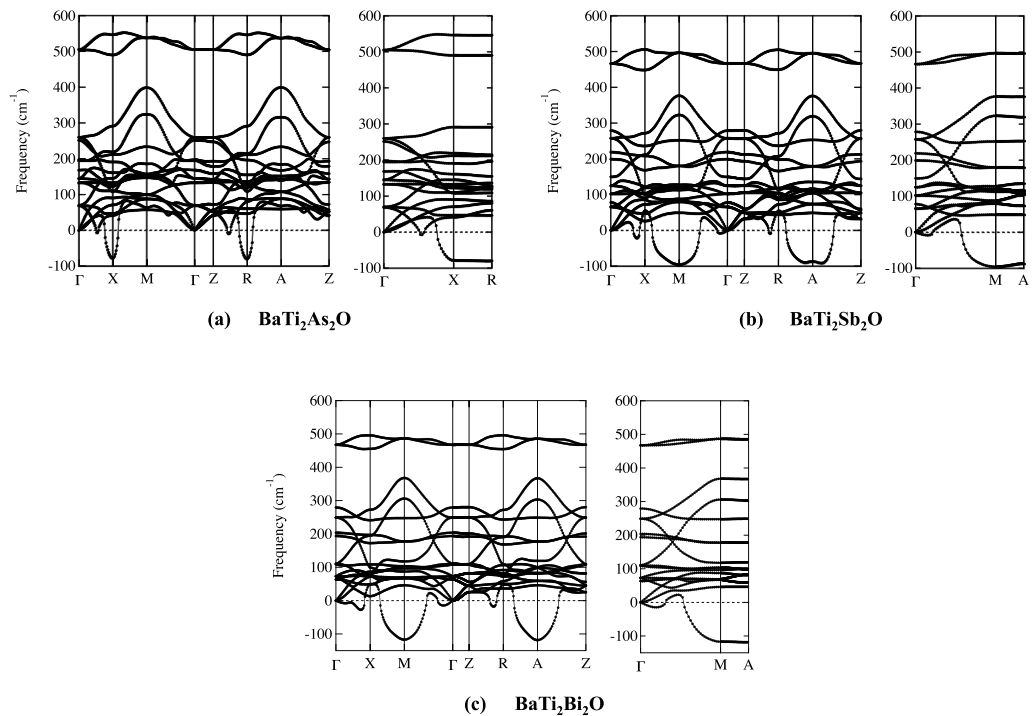 600 600 600 600
500 500 500 500
400 400 400 400
300 300 300 300
200 200 200 200
100 100 100 100
0 0 0 0
-100 -100 -100 -100
Frequency (cm⁻¹) Frequency (cm⁻¹)
Γ X M Γ Z R A Z Γ X R Γ X M Γ Z R A Z Γ M A
(a) BaTi₂As₂O (b) BaTi₂Sb₂O
600 600
500 500
400 400
300 300
200 200
100 100
0 0
-100 -100
Frequency (cm⁻¹)
Γ X M Γ Z R A Z Γ M A
(c) BaTi₂Bi₂O